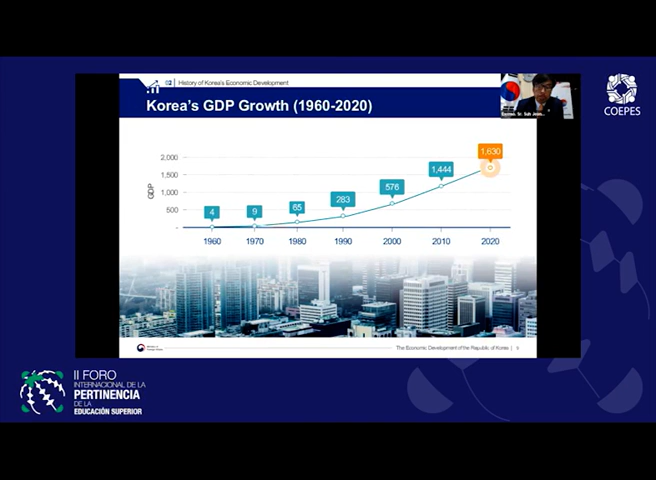 02 | History of Korea's Economic Development
Korea's GDP Growth (1960-2020)
COEPES
GDP
2,000
1,500
1,000
500
-
4
9
65
283
576
1,444
1,630
1960
1970
1980
1990
2000
2010
2020
The Economic Development of the Republic of Korea | 9
II FORO
INTERNACIONAL DE LA
PERTINENCIA
DE LA
EDUCACIÓN SUPERIOR